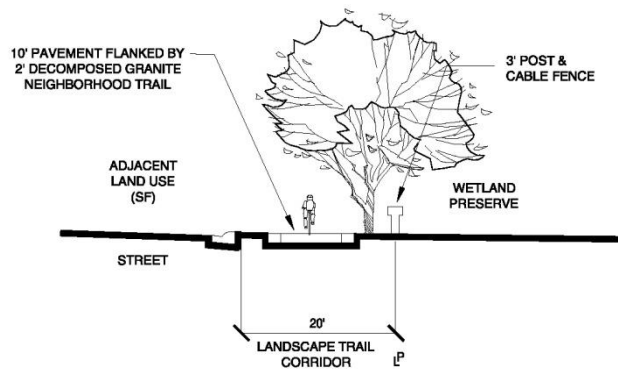 10' PAVEMENT FLANKED BY
2' DECOMPOSED GRANITE
NEIGHBORHOOD TRAIL
3' POST &
CABLE FENCE
ADJACENT
LAND USE
(SF)
WETLAND
PRESERVE
STREET
20'
LANDSCAPE TRAIL
CORRIDOR
LP